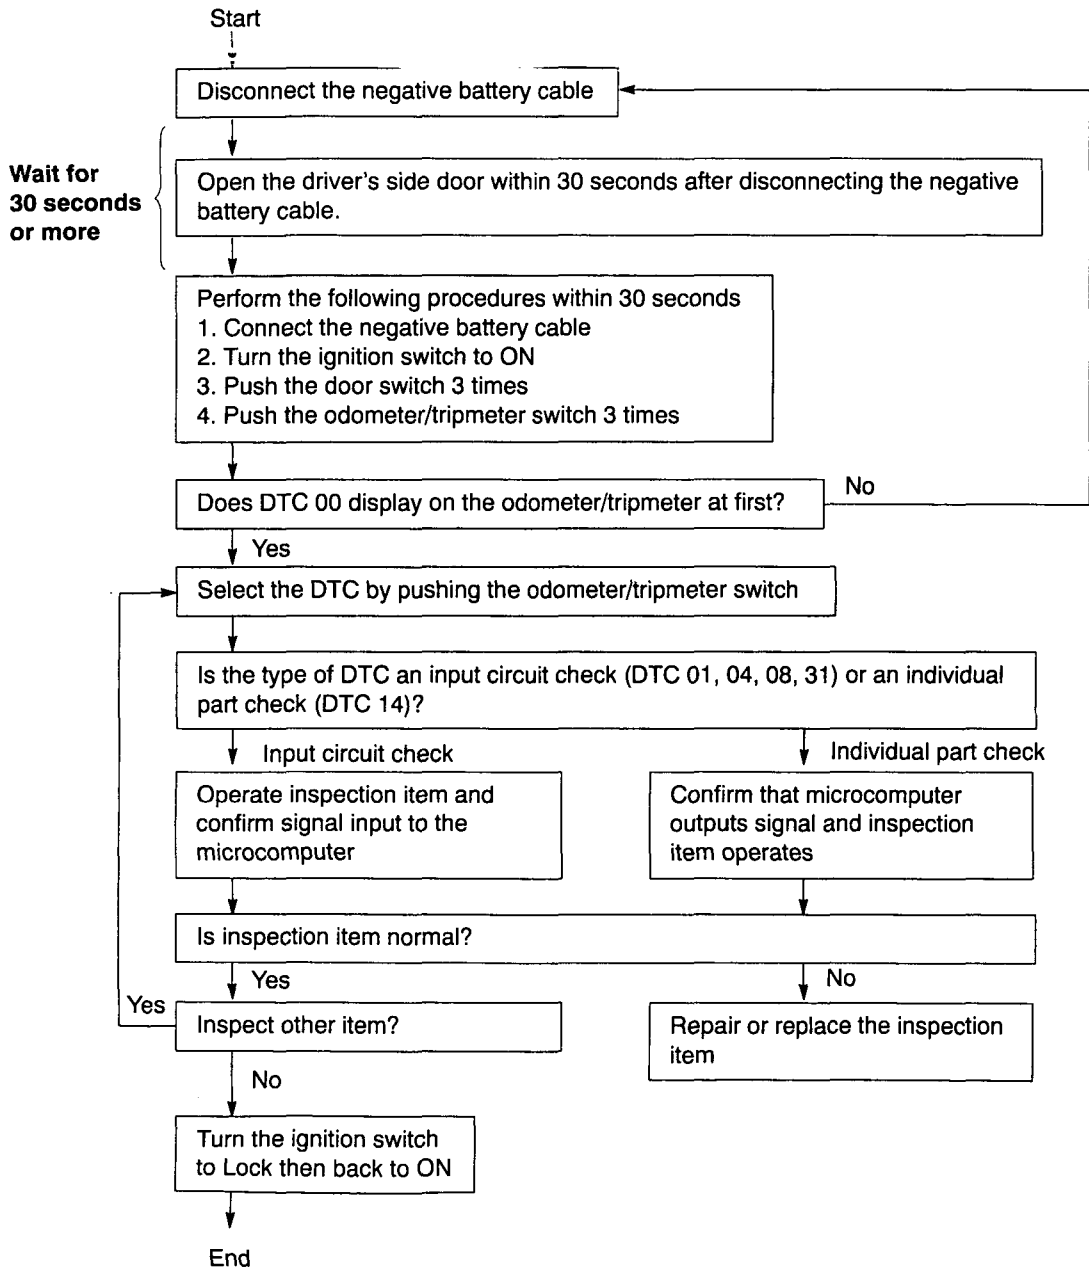 Start
Disconnect the negative battery cable
Wait for
30 seconds
or more
Open the driver's side door within 30 seconds after disconnecting the negative
battery cable.
Perform the following procedures within 30 seconds
1. Connect the negative battery cable
2. Turn the ignition switch to ON
3. Push the door switch 3 times
4. Push the odometer/tripmeter switch 3 times
Does DTC 00 display on the odometer/tripmeter at first?
No
Yes
Select the DTC by pushing the odometer/tripmeter switch
Is the type of DTC an input circuit check (DTC 01, 04, 08, 31) or an individual
part check (DTC 14)?
Input circuit check
Individual part check
Operate inspection item and
confirm signal input to the
microcomputer
Confirm that microcomputer
outputs signal and inspection
item operates
Is inspection item normal?
Yes
No
Yes
Inspect other item?
Repair or replace the inspection
item
No
Turn the ignition switch
to Lock then back to ON
End